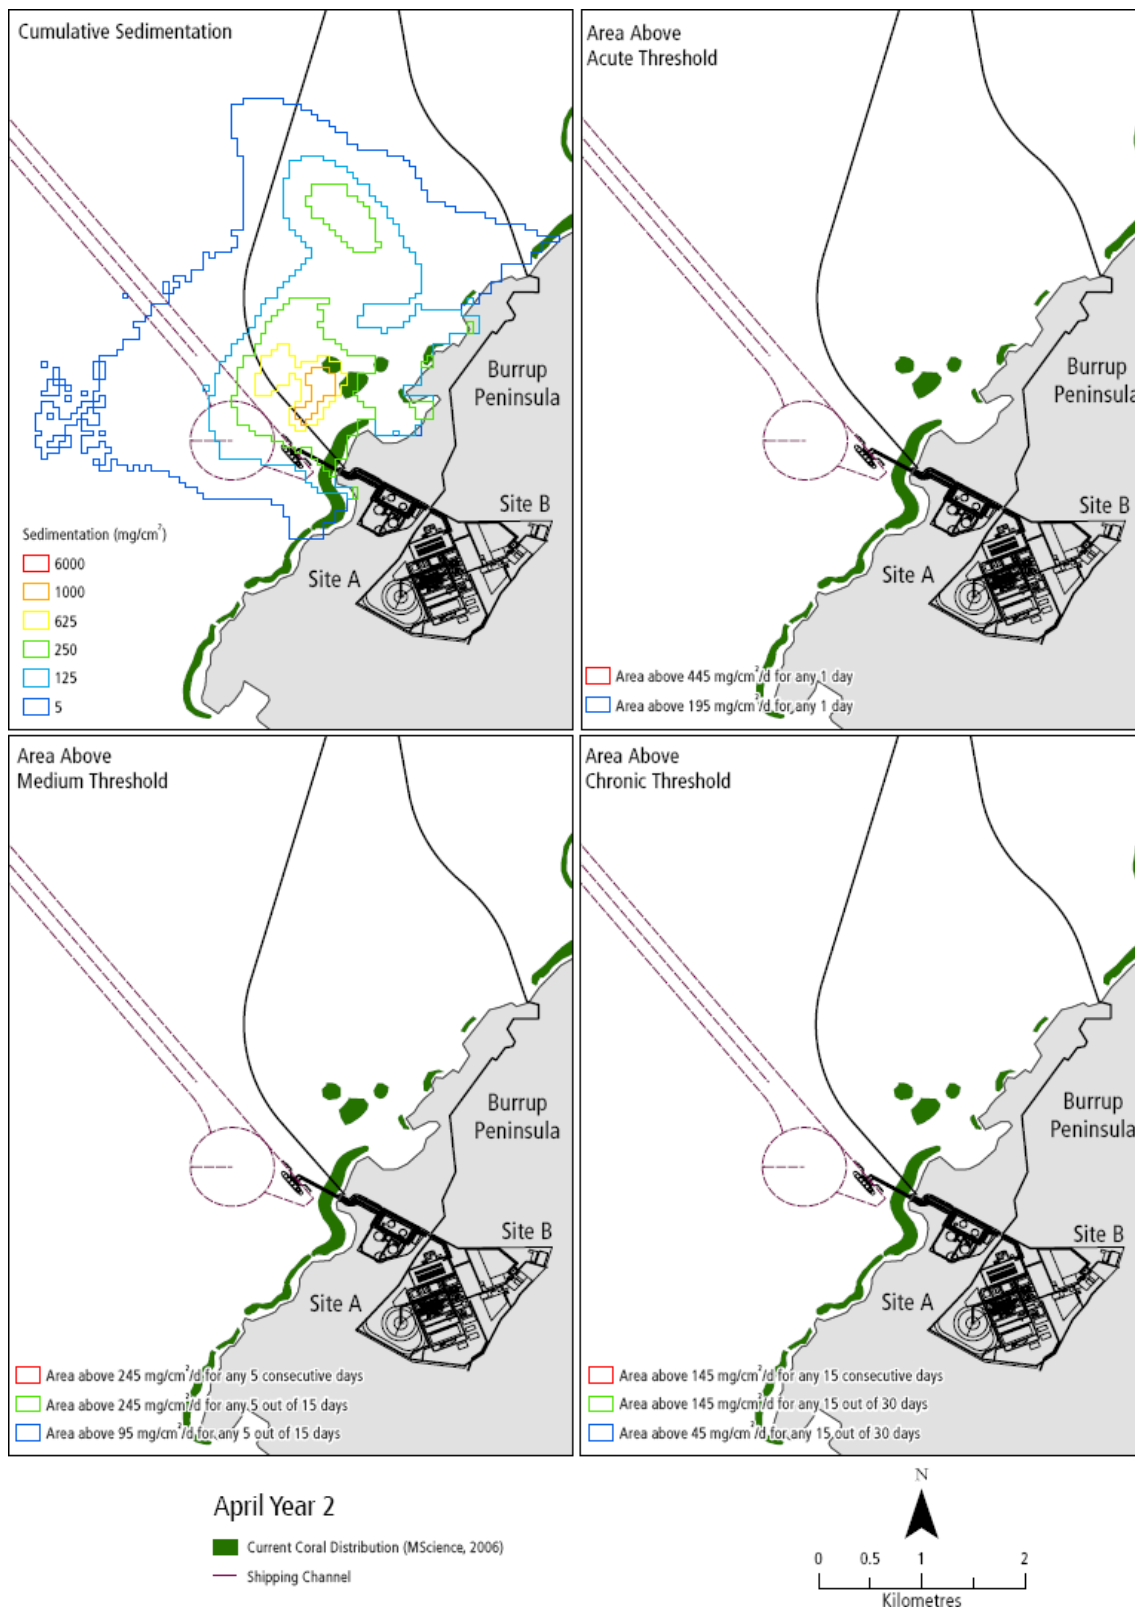 Cumulative Sedimentation
Burrup
Peninsula
Site B
Site A
Sedimentation (mg/cm²)
6000
1000
625
250
125
5
Area Above
Acute Threshold
Burrup
Peninsula
Site B
Site A
Area above 445 mg/cm²/d for any 1 day
Area above 195 mg/cm²/d for any 1 day
Area Above
Medium Threshold
Burrup
Peninsula
Site B
Site A
Area above 245 mg/cm²/d for any 5 consecutive days
Area above 245 mg/cm²/d for any 5 out of 15 days
Area above 95 mg/cm²/d for any 5 out of 15 days
Area Above
Chronic Threshold
Burrup
Peninsula
Site B
Site A
Area above 145 mg/cm²/d for any 15 consecutive days
Area above 145 mg/cm²/d for any 15 out of 30 days
Area above 45 mg/cm²/d for any 15 out of 30 days
April Year 2
Current Coral Distribution (MScience, 2006)
Shipping Channel
N
0 0.5 1 2
Kilometres